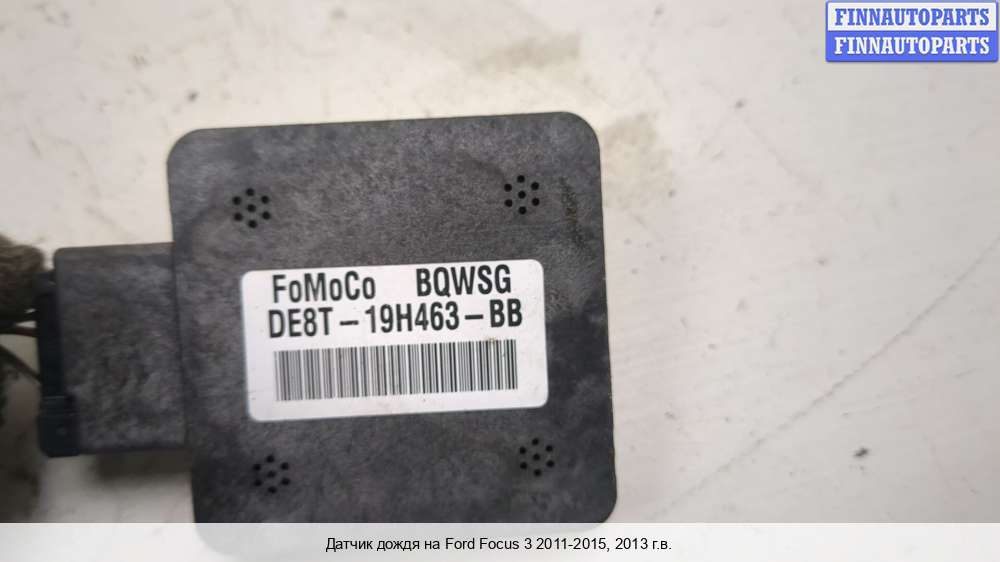 FINNAUTOPARTS
FINNAUTOPARTS
FoMoCo BQWSG
DE8T-19H463-BB
Датчик дождя на Ford Focus 3 2011-2015, 2013 г.в.